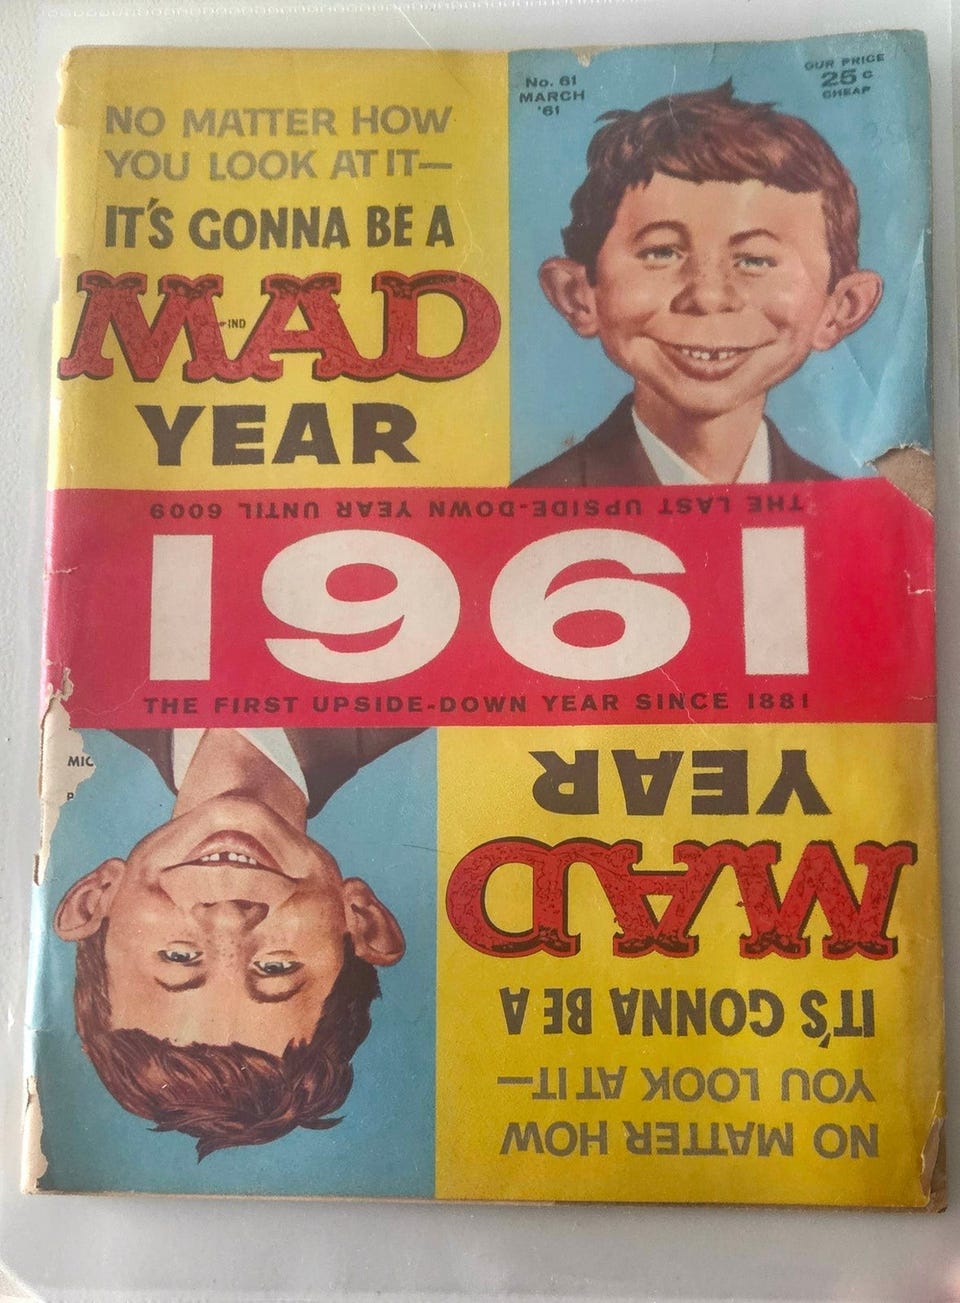 NO MATTER HOW
YOU LOOK AT IT—
IT'S GONNA BE A
MAD
IND
YEAR
No. 61
MARCH
'61
OUR PRICE
25 c
CHEAP
THE LAST UPSIDE-DOWN YEAR UNTIL 6009
1961
THE FIRST UPSIDE-DOWN YEAR SINCE 1881
MIC
NO MATTER HOW
YOU LOOK AT IT—
IT'S GONNA BE A
MAD
YEAR